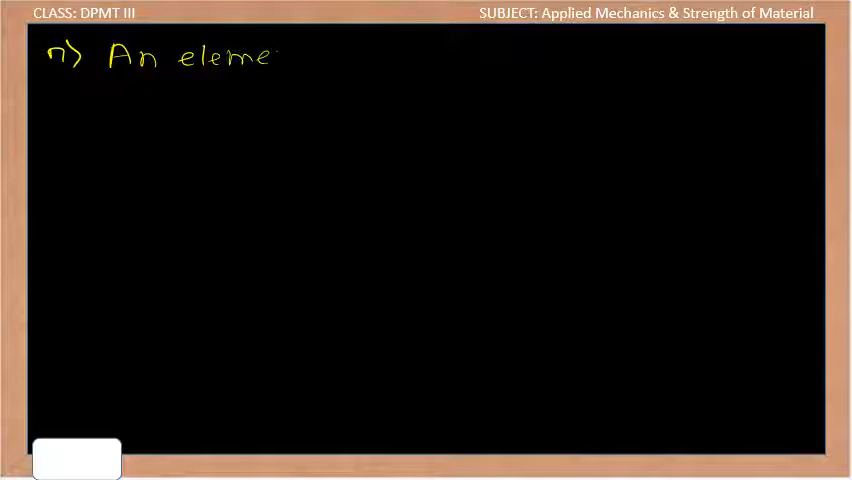 CLASS: DPMT III
SUBJECT: Applied Mechanics & Strength of Material
An eleme